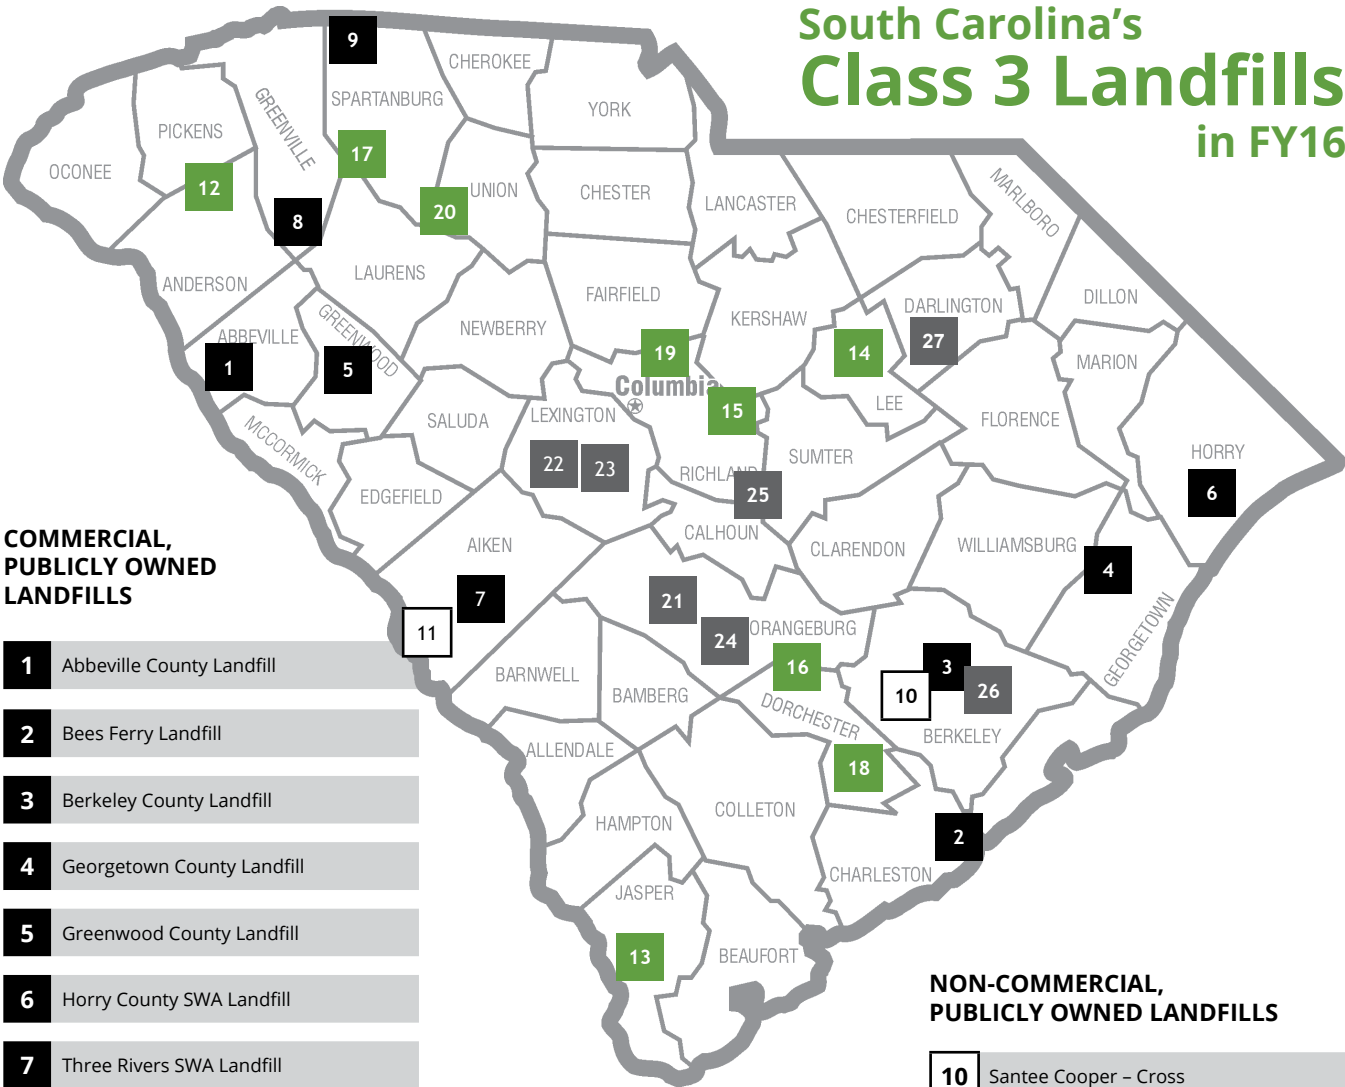 South Carolina's
Class 3 Landfills
in FY16
9
CHEROKEE
SPARTANBURG
GREENVILLE
YORK
PICKENS
17
OCONEE
12
UNION
CHESTER
LANCASTER
MARLBORO
CHESTERFIELD
20
8
LAURENS
ANDERSON
FAIRFIELD
DARLINGTON
DILLON
KERSHAW
NEWBERRY
ABBEVILLE
GREENWOOD
27
19
14
MARION
1
5
Columbia
15
LEE
LEXINGTON
SALUDA
FLORENCE
MCCORMICK
HORRY
SUMTER
22
23
RICHLAND
25
6
EDGEFIELD
CALHOUN
AIKEN
CLARENDON
WILLIAMSBURG
4
7
21
11
24
ORANGEBURG
GEORGETOWN
16
3
BARNWELL
BAMBERG
10
26
DORCHESTER
BERKELEY
ALLENDALE
18
COLLETON
HAMPTON
2
CHARLESTON
JASPER
13
BEAUFORT
COMMERCIAL,
PUBLICLY OWNED
LANDFILLS
1 Abbeville County Landfill
2 Bees Ferry Landfill
3 Berkeley County Landfill
4 Georgetown County Landfill
5 Greenwood County Landfill
6 Horry County SWA Landfill
7 Three Rivers SWA Landfill
NON-COMMERCIAL,
PUBLICLY OWNED LANDFILLS
10 Santee Cooper – Cross